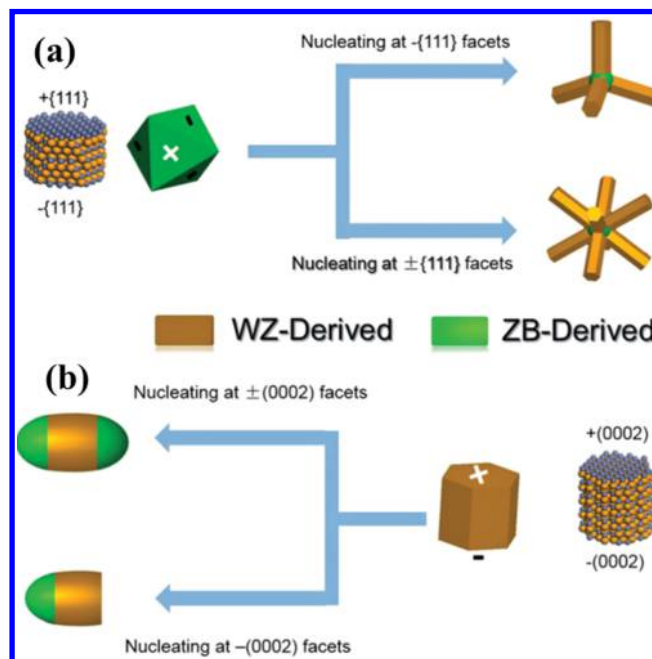 (a)
Nucleating at -{111} facets
+{111}
-
+
-
-
-{111}
Nucleating at ±{111} facets
WZ-Derived
ZB-Derived
(b)
Nucleating at ±(0002) facets
+(0002)
+
-
-(0002)
Nucleating at –(0002) facets